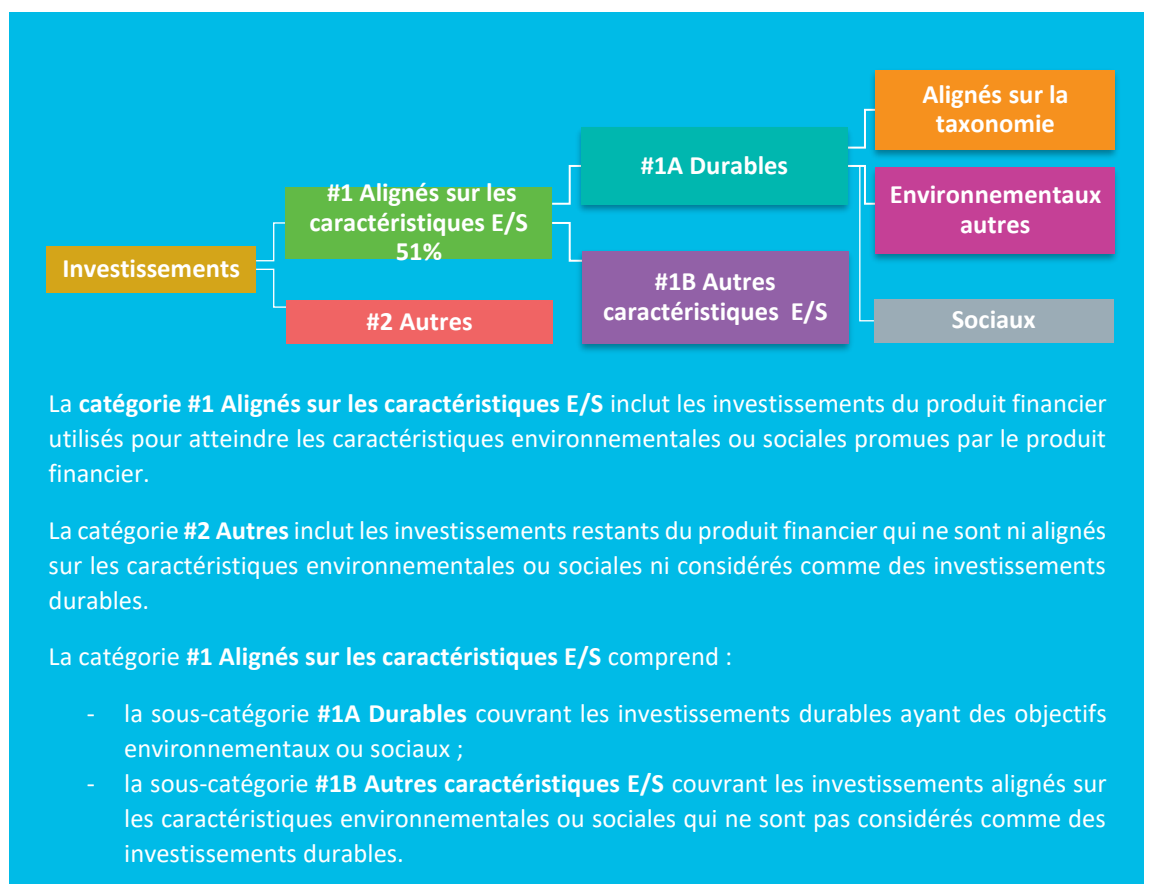 Alignés sur la
taxonomie
#1A Durables
#1 Alignés sur les
caractéristiques E/S
51%
Environnementaux
autres
Investissements
#1B Autres
caractéristiques E/S
#2 Autres
Sociaux
La catégorie #1 Alignés sur les caractéristiques E/S inclut les investissements du produit financier
utilisés pour atteindre les caractéristiques environnementales ou sociales promues par le produit
financier.
La catégorie #2 Autres inclut les investissements restants du produit financier qui ne sont ni alignés
sur les caractéristiques environnementales ou sociales ni considérés comme des investissements
durables.
La catégorie #1 Alignés sur les caractéristiques E/S comprend :
- la sous-catégorie #1A Durables couvrant les investissements durables ayant des objectifs
environnementaux ou sociaux ;
- la sous-catégorie #1B Autres caractéristiques E/S couvrant les investissements alignés sur
les caractéristiques environnementales ou sociales qui ne sont pas considérés comme des
investissements durables.